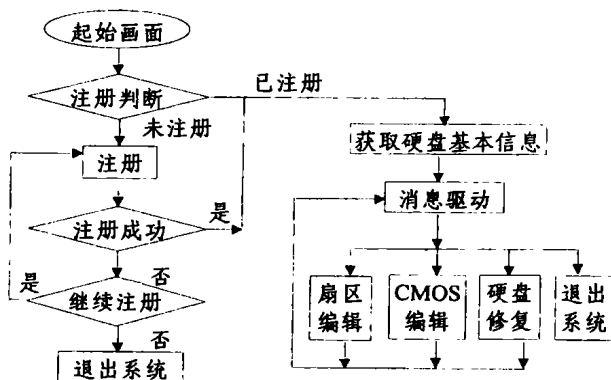 起始画面
注册判断
已注册
未注册
注册
获取硬盘基本信息
消息驱动
注册成功
是
是
否
继续注册
否
退出系统
扇区
编辑
CMOS
编辑
硬盘
修复
退出
系统